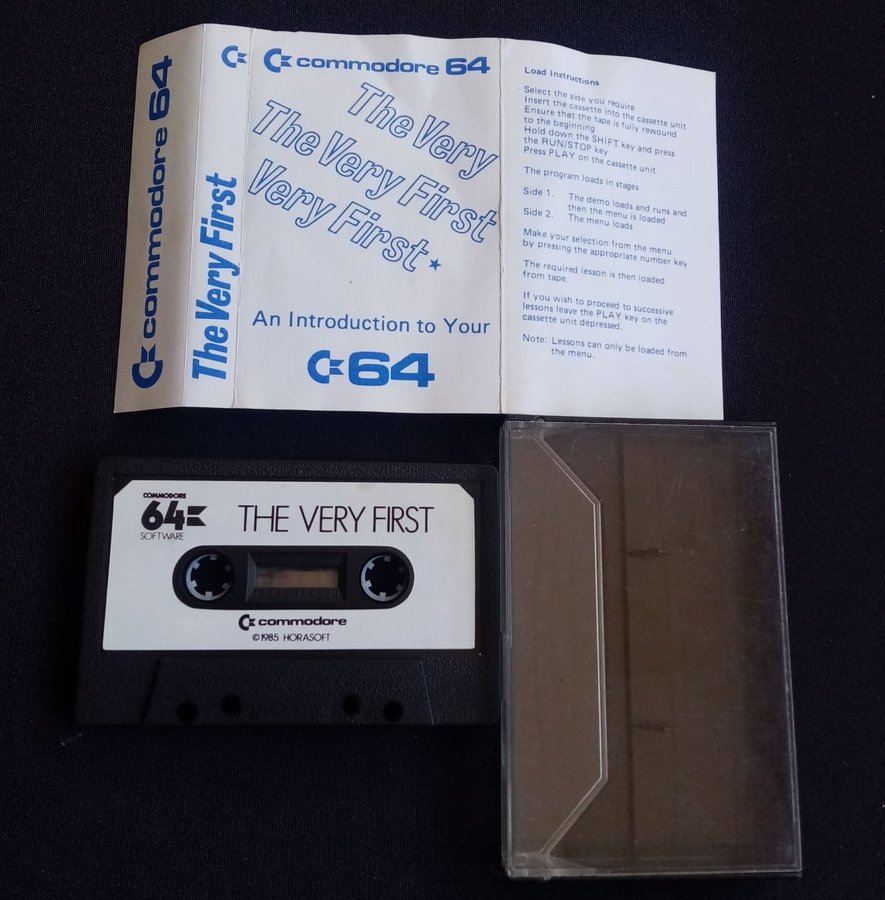 commodore 64
The Very First
commodore 64
The Very
The Very First
Very First
An Introduction to Your
64
Load Instructions
Select the side you require
Insert the cassette into the cassette unit
Ensure that the tape is fully rewound
to the beginning
Hold down the SHIFT key and press
the RUN/STOP key
Press PLAY on the cassette unit
The program loads in stages
Side 1. The demo loads and runs and
then the menu is loaded
Side 2. The menu loads
Make your selection from the menu
by pressing the appropriate number key
The required lesson is then loaded
from tape.
If you wish to proceed to successive
lessons leave the PLAY key on the
cassette unit depressed.
Note: Lessons can only be loaded from
the menu.
COMMODORE
64
SOFTWARE
THE VERY FIRST
commodore
©1985 HORASOFT